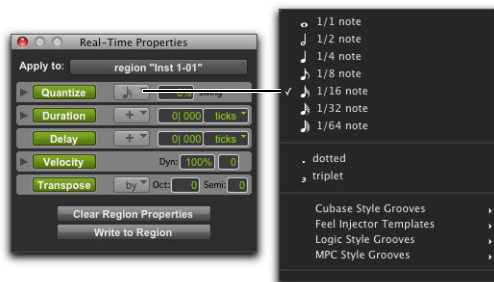 Real-Time Properties
Apply to: region "Inst 1-01"
Quantize 0% swing
Duration + 0| 000 ticks
Delay + 0| 000 ticks
Velocity Dyn: 100% 0
Transpose by Oct: 0 Semi: 0
Clear Region Properties
Write to Region
1/1 note
1/2 note
1/4 note
1/8 note
✓ 1/16 note
1/32 note
1/64 note
. dotted
3 triplet
Cubase Style Grooves
Feel Injector Templates
Logic Style Grooves
MPC Style Grooves